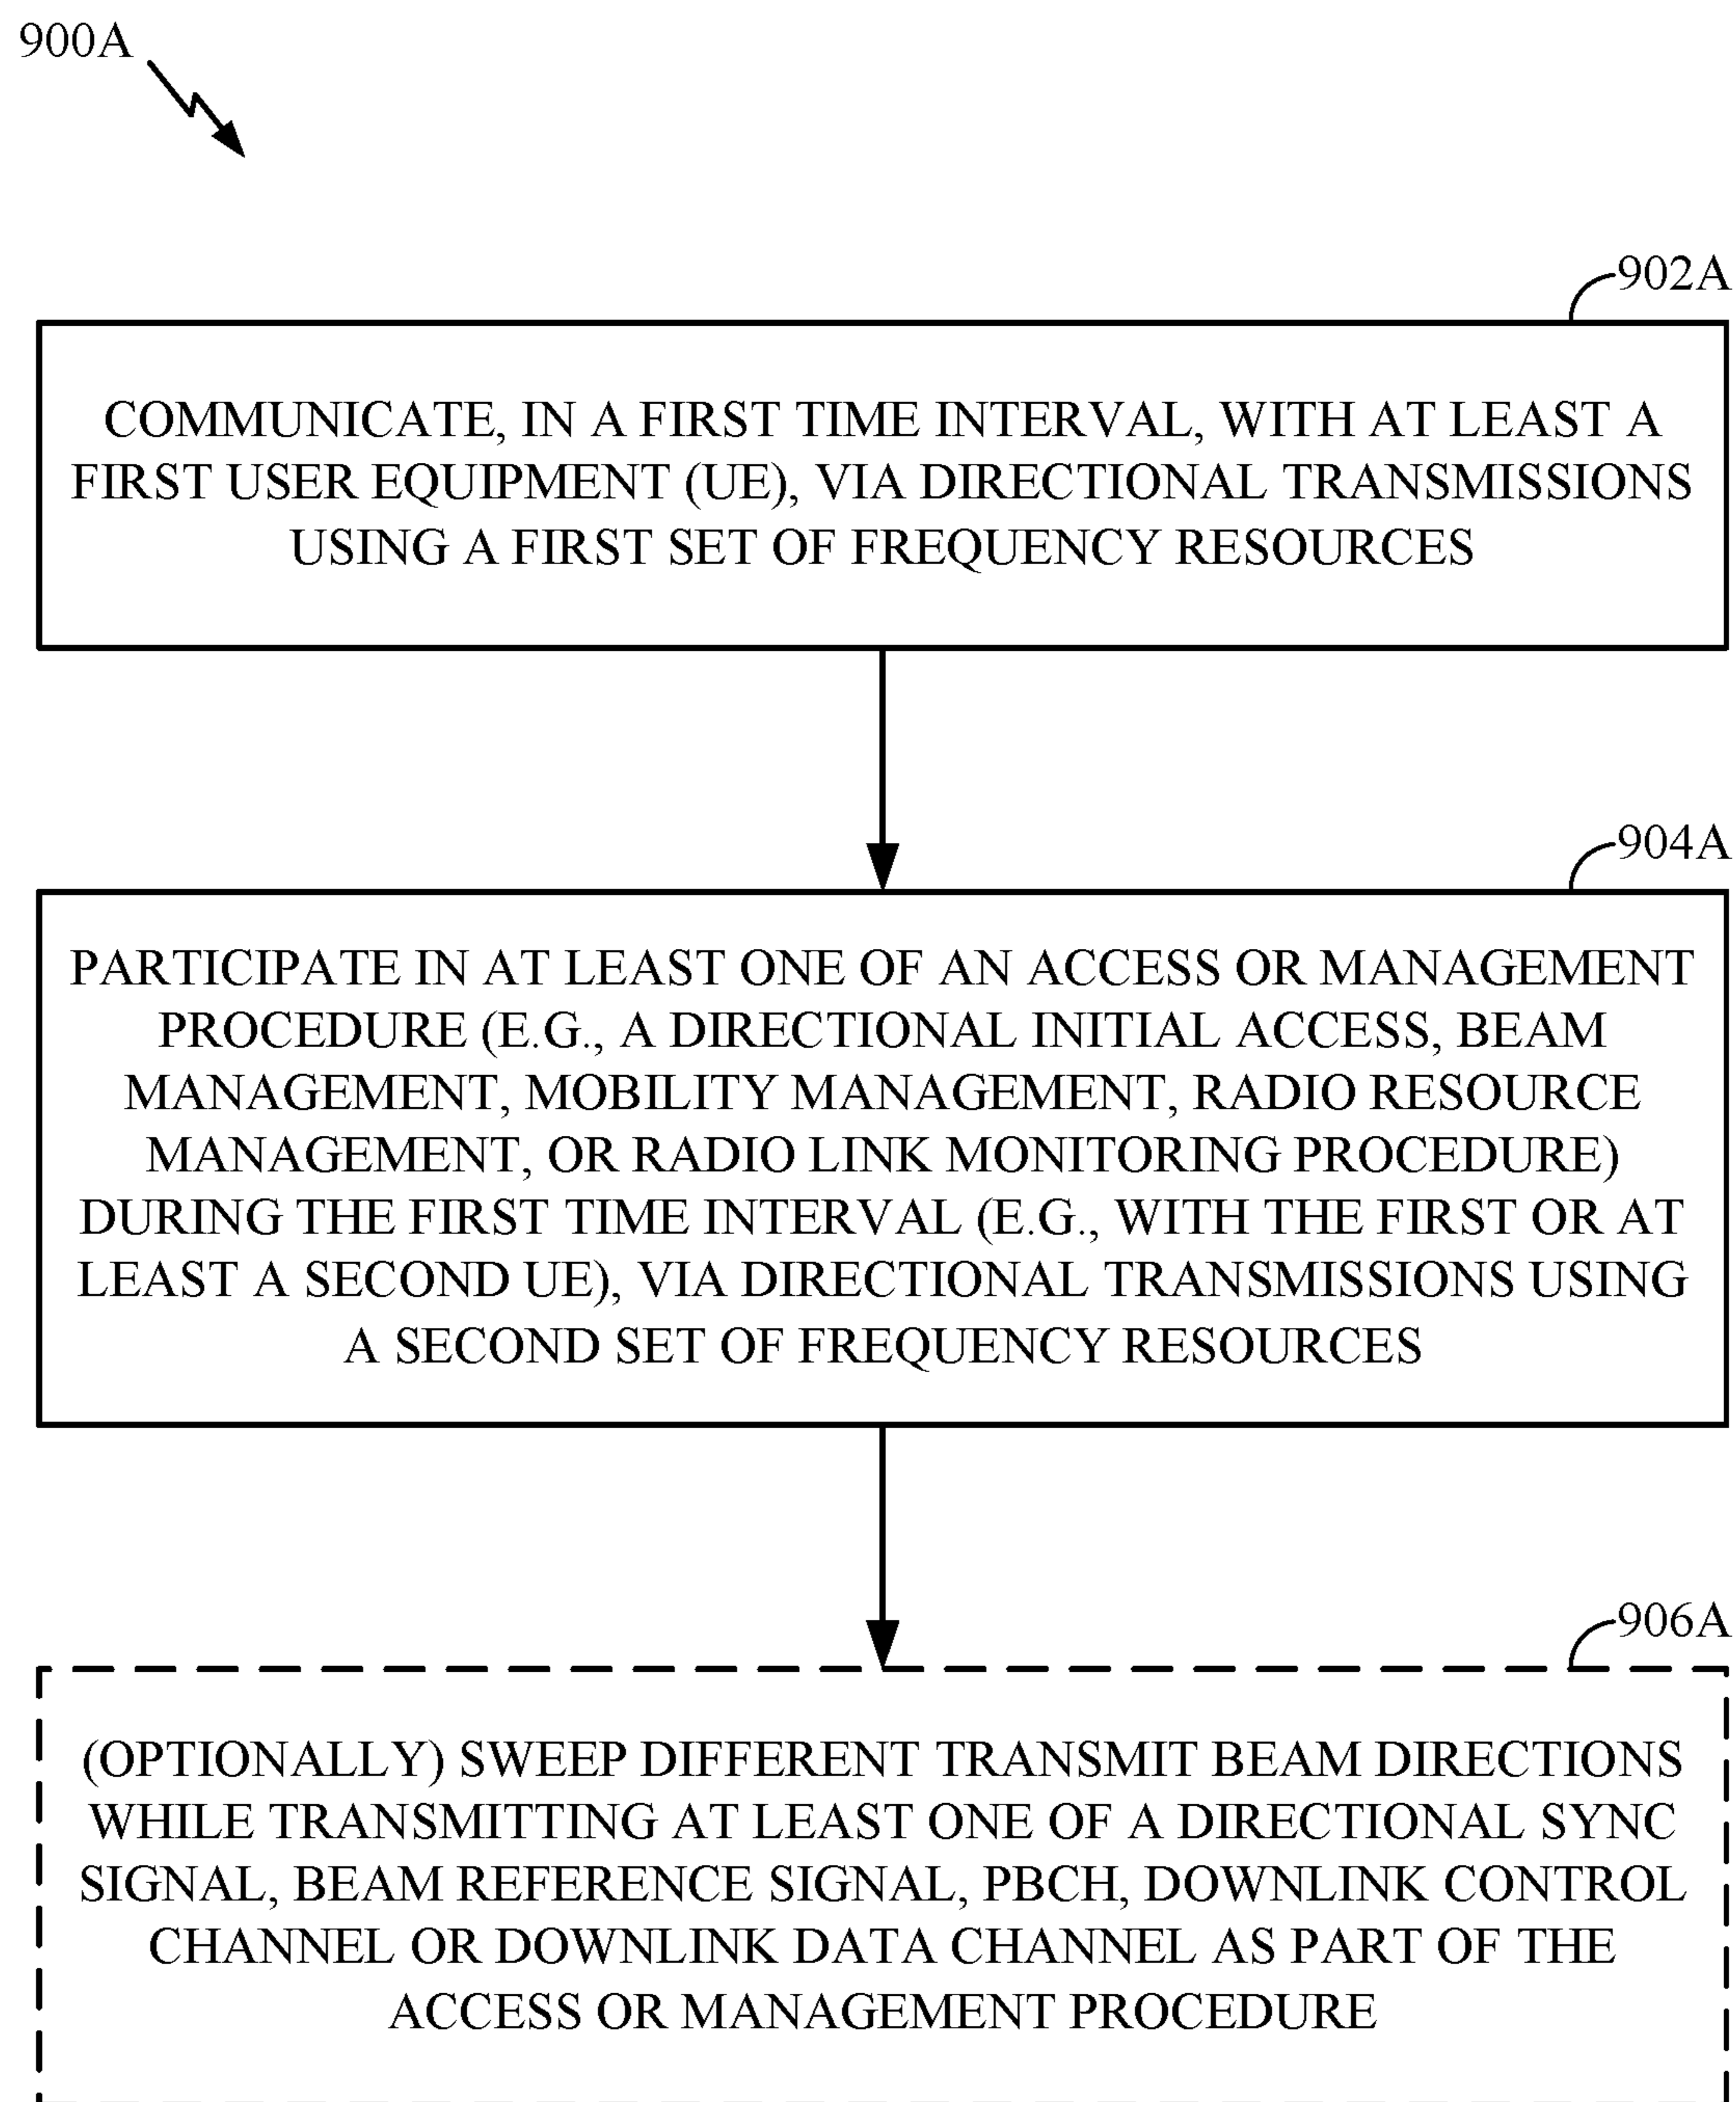 900A
902A
COMMUNICATE, IN A FIRST TIME INTERVAL, WITH AT LEAST A
FIRST USER EQUIPMENT (UE), VIA DIRECTIONAL TRANSMISSIONS
USING A FIRST SET OF FREQUENCY RESOURCES
904A
PARTICIPATE IN AT LEAST ONE OF AN ACCESS OR MANAGEMENT
PROCEDURE (E.G., A DIRECTIONAL INITIAL ACCESS, BEAM
MANAGEMENT, MOBILITY MANAGEMENT, RADIO RESOURCE
MANAGEMENT, OR RADIO LINK MONITORING PROCEDURE)
DURING THE FIRST TIME INTERVAL (E.G., WITH THE FIRST OR AT
LEAST A SECOND UE), VIA DIRECTIONAL TRANSMISSIONS USING
A SECOND SET OF FREQUENCY RESOURCES
906A
(OPTIONALLY) SWEEP DIFFERENT TRANSMIT BEAM DIRECTIONS
WHILE TRANSMITTING AT LEAST ONE OF A DIRECTIONAL SYNC
SIGNAL, BEAM REFERENCE SIGNAL, PBCH, DOWNLINK CONTROL
CHANNEL OR DOWNLINK DATA CHANNEL AS PART OF THE
ACCESS OR MANAGEMENT PROCEDURE